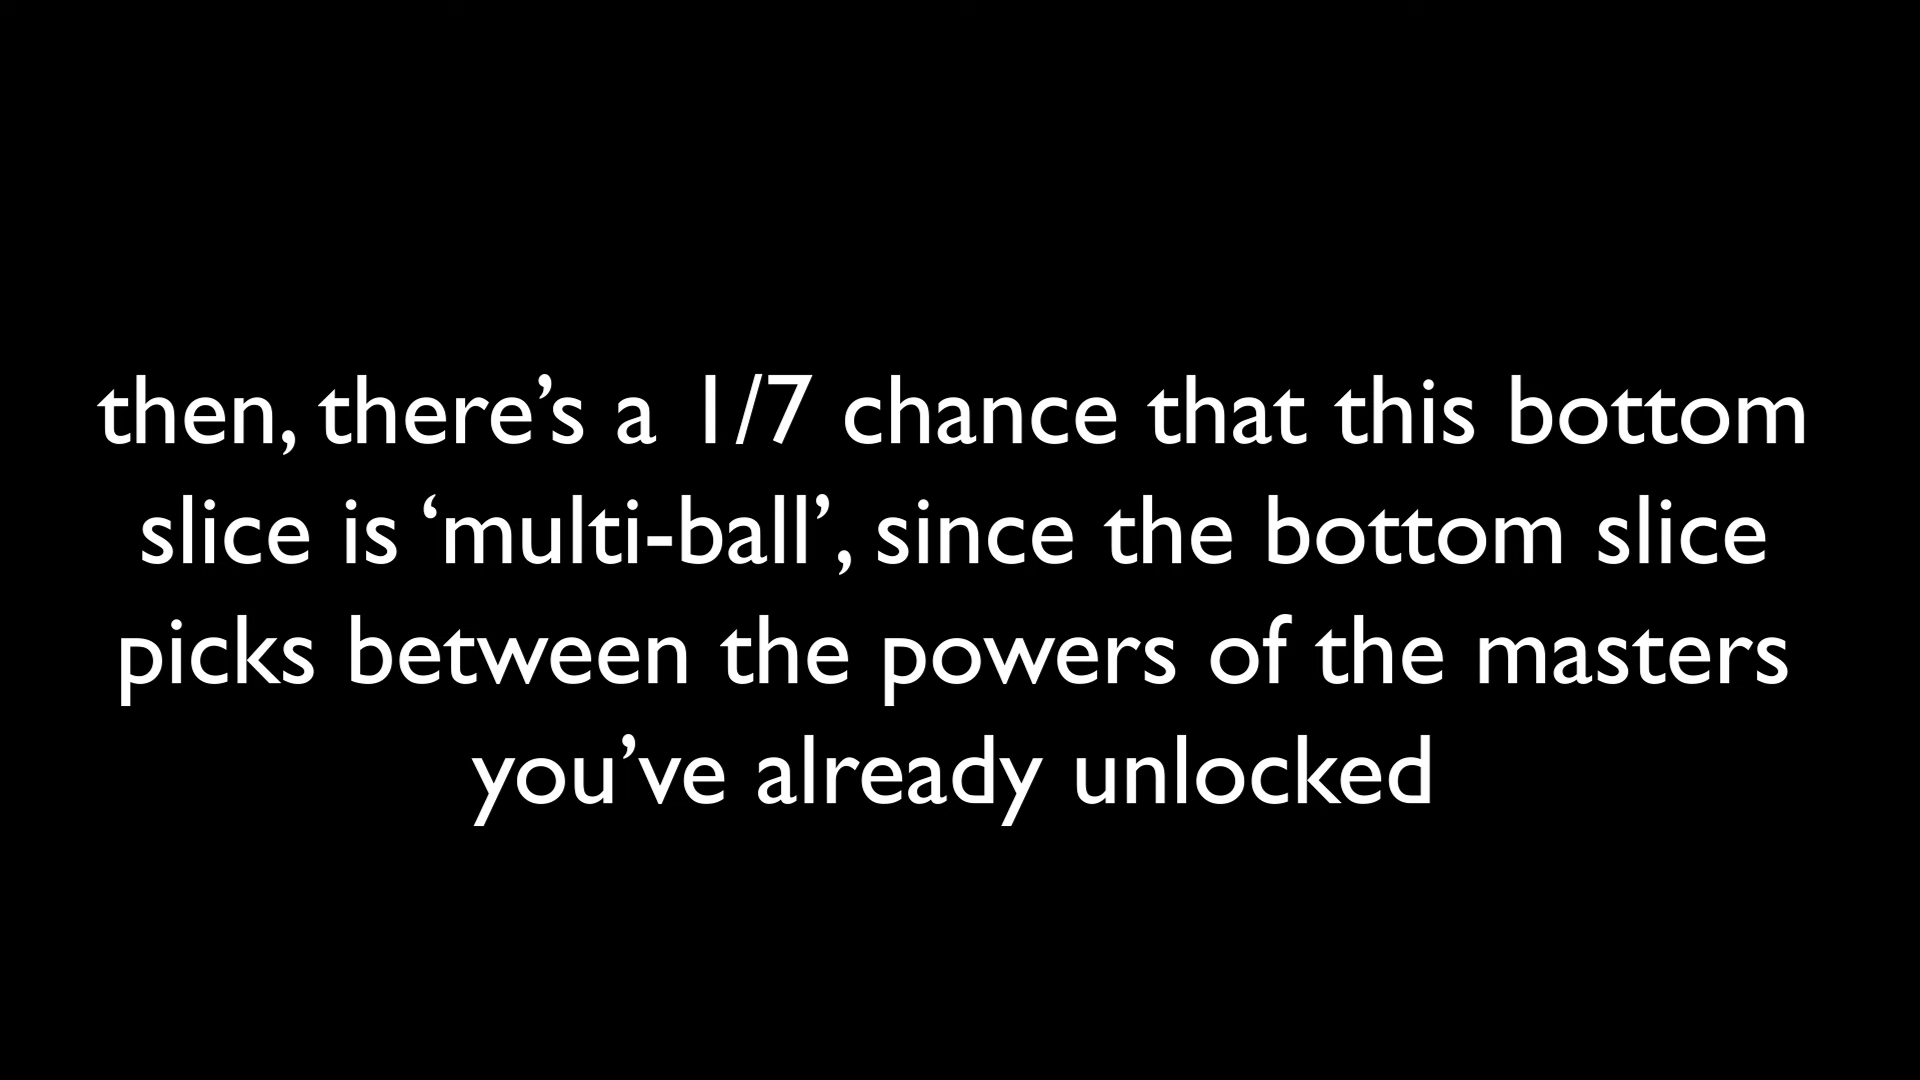 then, there’s a 1/7 chance that this bottom
slice is ‘multi-ball’, since the bottom slice
picks between the powers of the masters
you’ve already unlocked